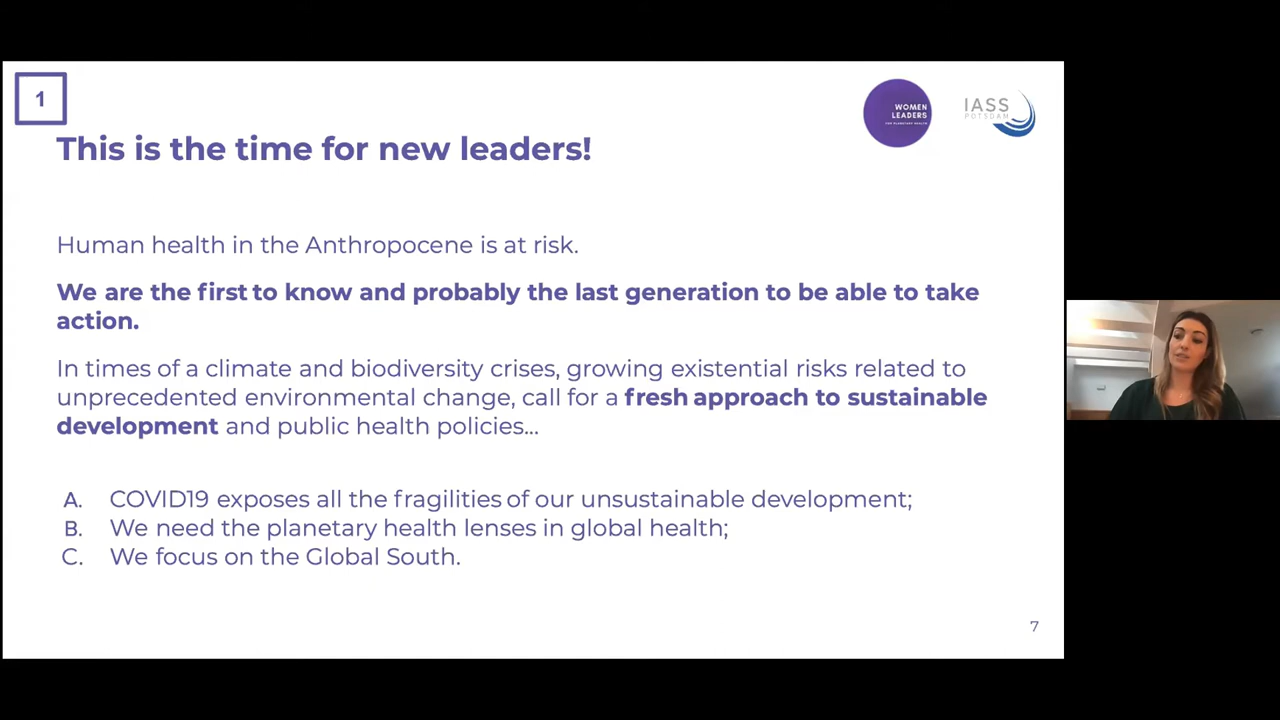 1
WOMEN
LEADERS
FOR PLANETARY HEALTH
IASS
POTSDAM
This is the time for new leaders!
Human health in the Anthropocene is at risk.
We are the first to know and probably the last generation to be able to take
action.
In times of a climate and biodiversity crises, growing existential risks related to
unprecedented environmental change, call for a fresh approach to sustainable
development and public health policies...
A. COVID19 exposes all the fragilities of our unsustainable development;
B. We need the planetary health lenses in global health;
C. We focus on the Global South.
7